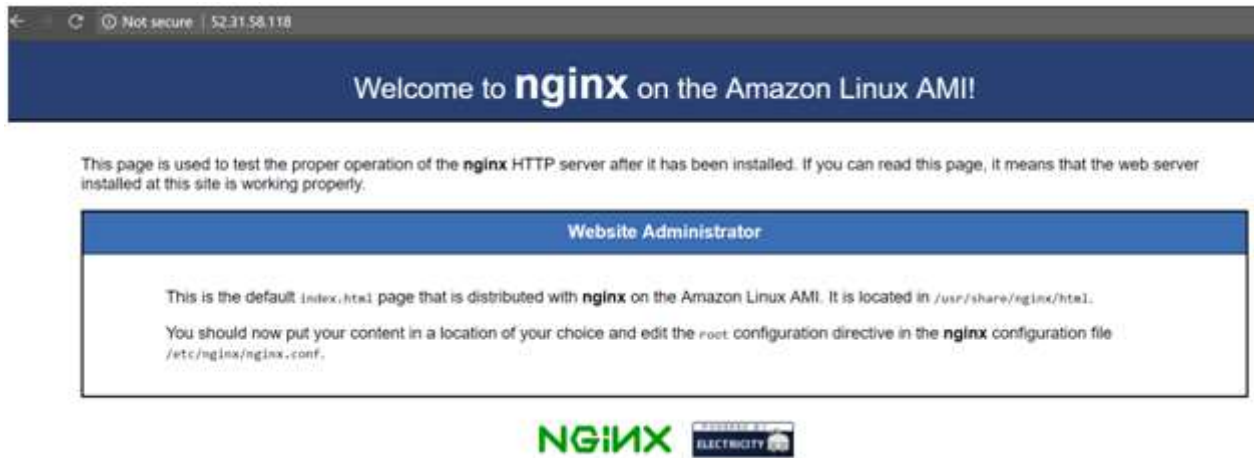 Not secure | 52.31.58.118
Welcome to nginx on the Amazon Linux AMI!
This page is used to test the proper operation of the nginx HTTP server after it has been installed. If you can read this page, it means that the web server
installed at this site is working properly.
Website Administrator
This is the default index.html page that is distributed with nginx on the Amazon Linux AMI. It is located in /usr/share/nginx/html.
You should now put your content in a location of your choice and edit the root configuration directive in the nginx configuration file
/etc/nginx/nginx.conf.
NGINX
POWERED BY
ELECTRICITY